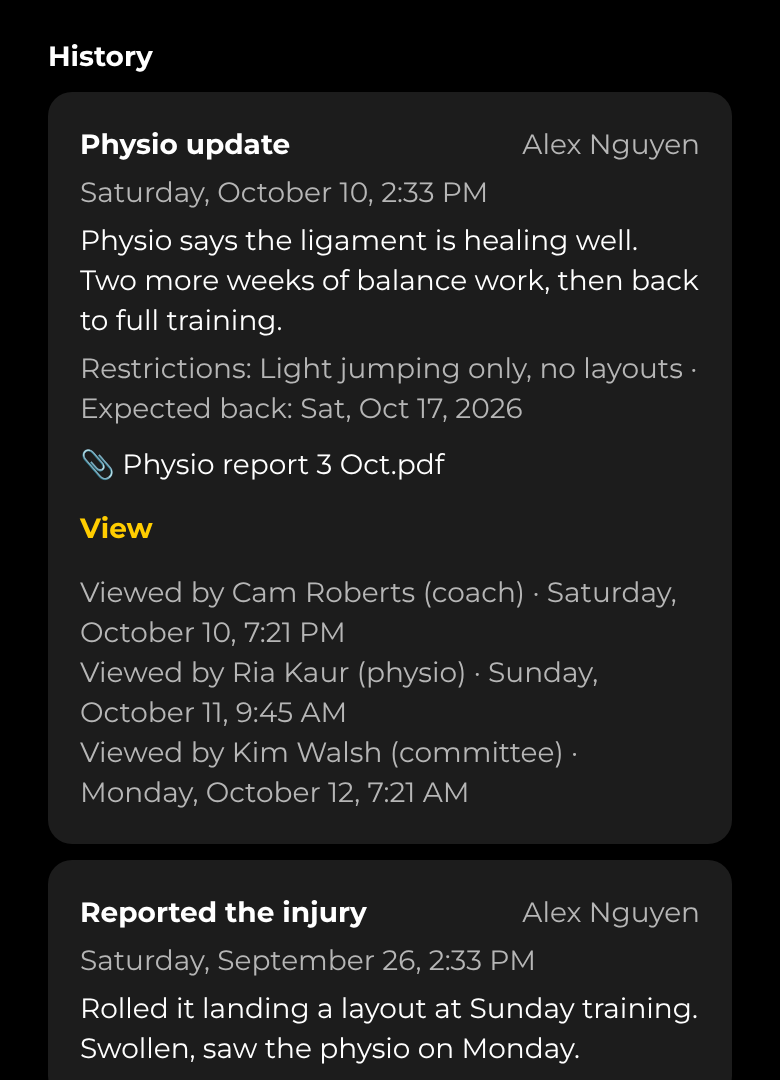 History
Physio update
Alex Nguyen
Saturday, October 10, 2:33 PM
Physio says the ligament is healing well.
Two more weeks of balance work, then back
to full training.
Restrictions: Light jumping only, no layouts ·
Expected back: Sat, Oct 17, 2026
📎 Physio report 3 Oct.pdf
View
Viewed by Cam Roberts (coach) · Saturday,
October 10, 7:21 PM
Viewed by Ria Kaur (physio) · Sunday,
October 11, 9:45 AM
Viewed by Kim Walsh (committee) ·
Monday, October 12, 7:21 AM
Reported the injury
Alex Nguyen
Saturday, September 26, 2:33 PM
Rolled it landing a layout at Sunday training.
Swollen, saw the physio on Monday.